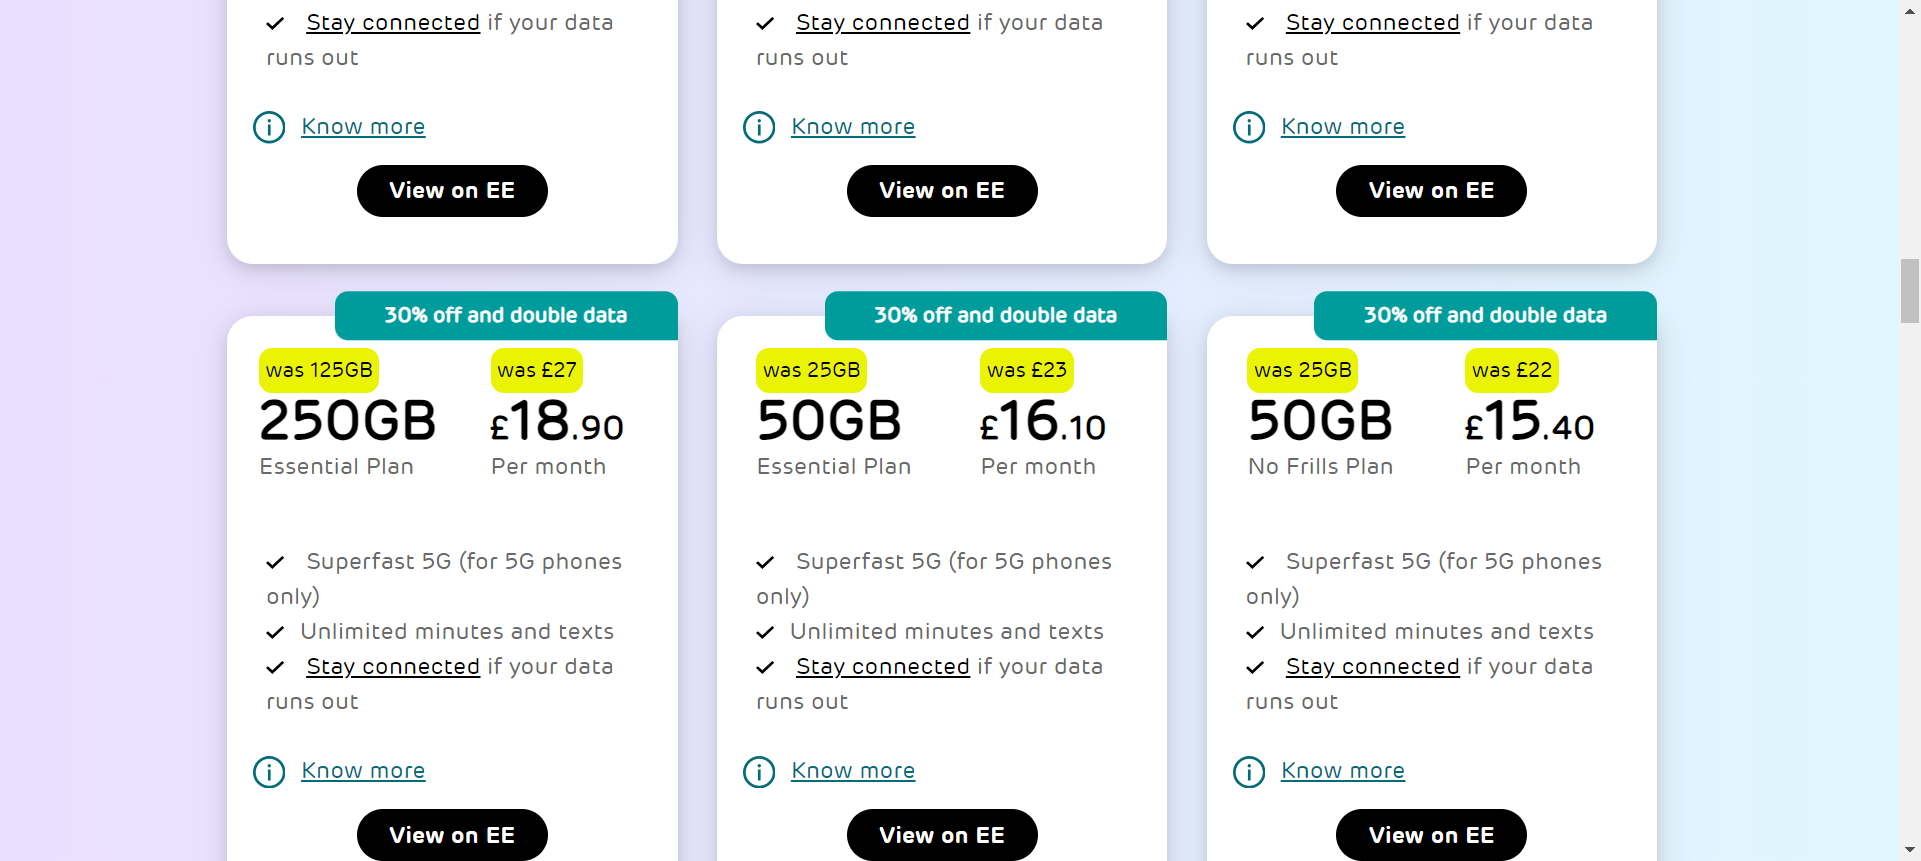 Stay connected if your data
runs out
Know more
View on EE
Stay connected if your data
runs out
Know more
View on EE
Stay connected if your data
runs out
Know more
View on EE
30% off and double data
was 125GB
250GB
Essential Plan
was £27
£18.90
Per month
Superfast 5G (for 5G phones
only)
Unlimited minutes and texts
Stay connected if your data
runs out
Know more
View on EE
30% off and double data
was 25GB
50GB
Essential Plan
was £23
£16.10
Per month
Superfast 5G (for 5G phones
only)
Unlimited minutes and texts
Stay connected if your data
runs out
Know more
View on EE
30% off and double data
was 25GB
50GB
No Frills Plan
was £22
£15.40
Per month
Superfast 5G (for 5G phones
only)
Unlimited minutes and texts
Stay connected if your data
runs out
Know more
View on EE